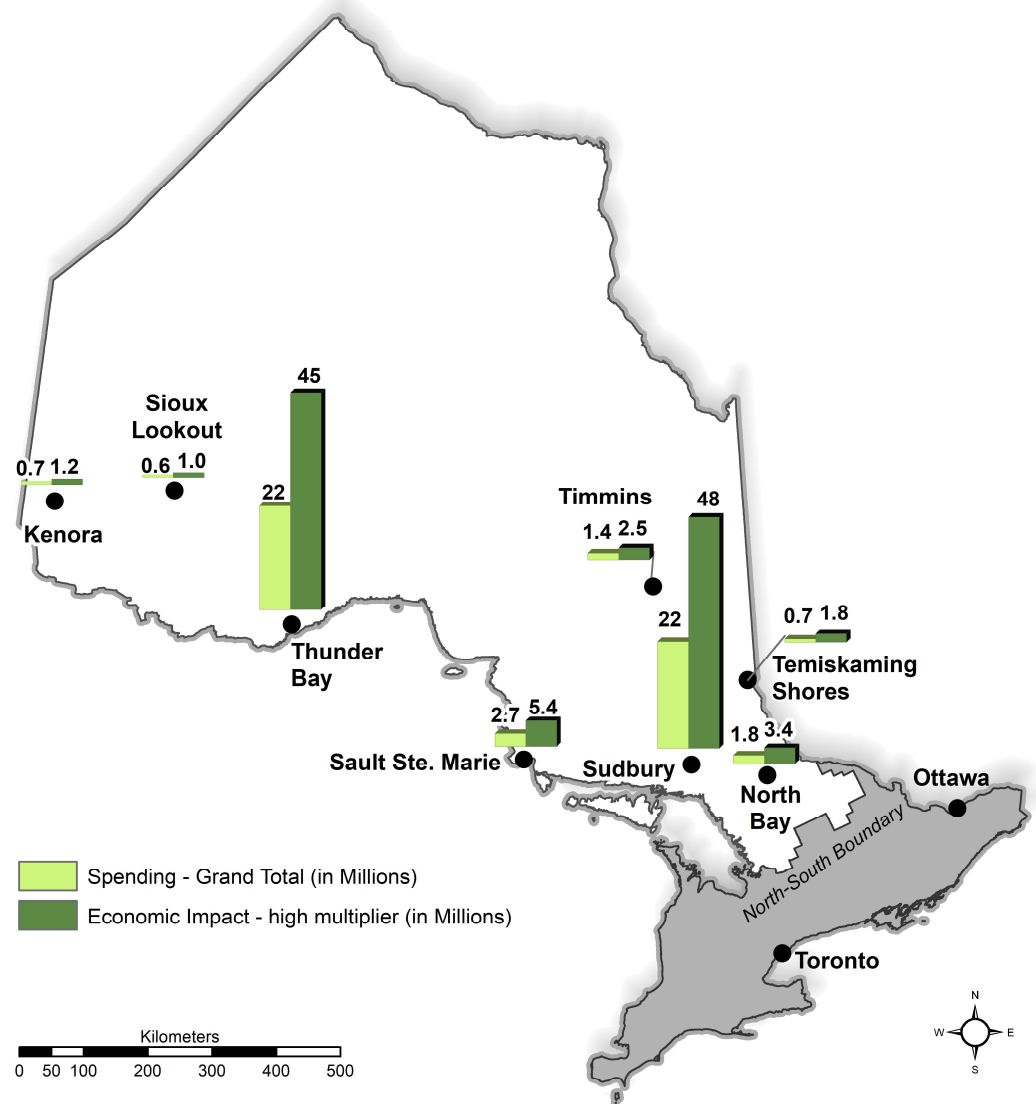 45
Sioux
Lookout
0.7 1.2
0.6 1.0
22
Kenora
Timmins
48
1.4 2.5
22
0.7 1.8
Thunder
Bay
Temiskaming
Shores
2.7 5.4
1.8 3.4
Sault Ste. Marie
Sudbury
North
Bay
Ottawa
North-South Boundary
Spending - Grand Total (in Millions)
Economic Impact - high multiplier (in Millions)
Toronto
N
W E
S
Kilometers
0 50 100 200 300 400 500